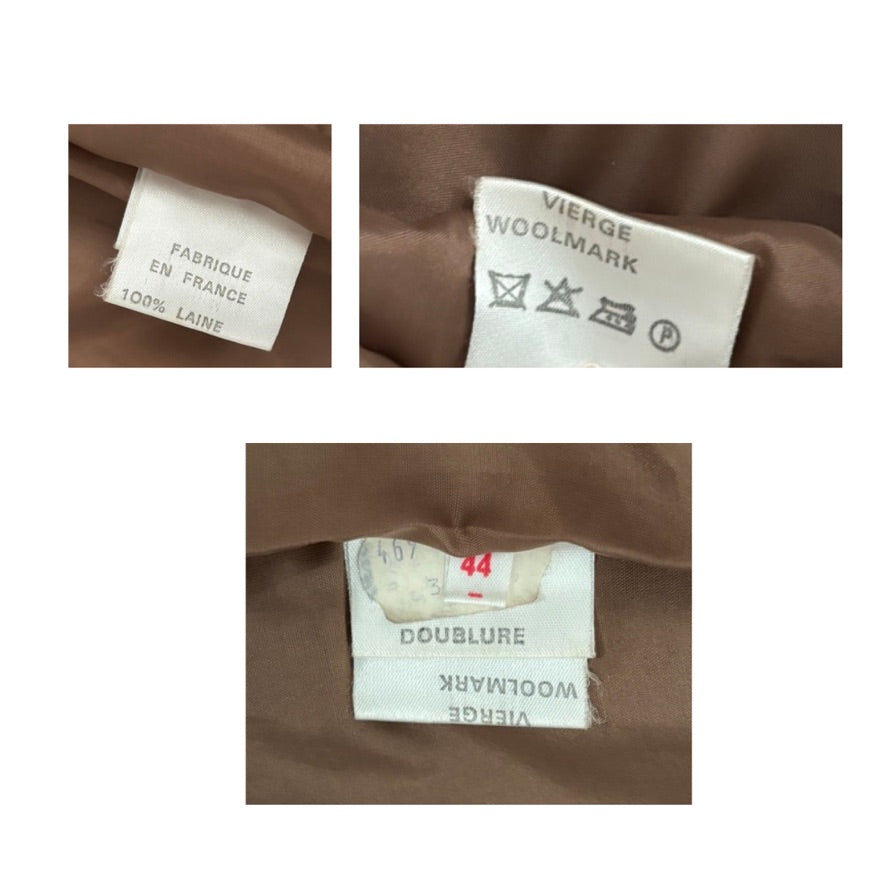 FABRIQUE
EN FRANCE
100% LAINE
VIERGE
WOOLMARK
P
44
DOUBLURE
WOOLMARK
VIERGE